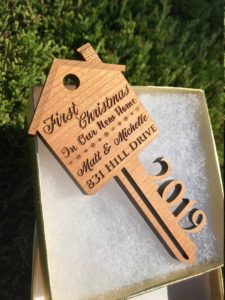 First Christmas
In Our New Home
Matt & Michelle
831 HILL DRIVE
2019